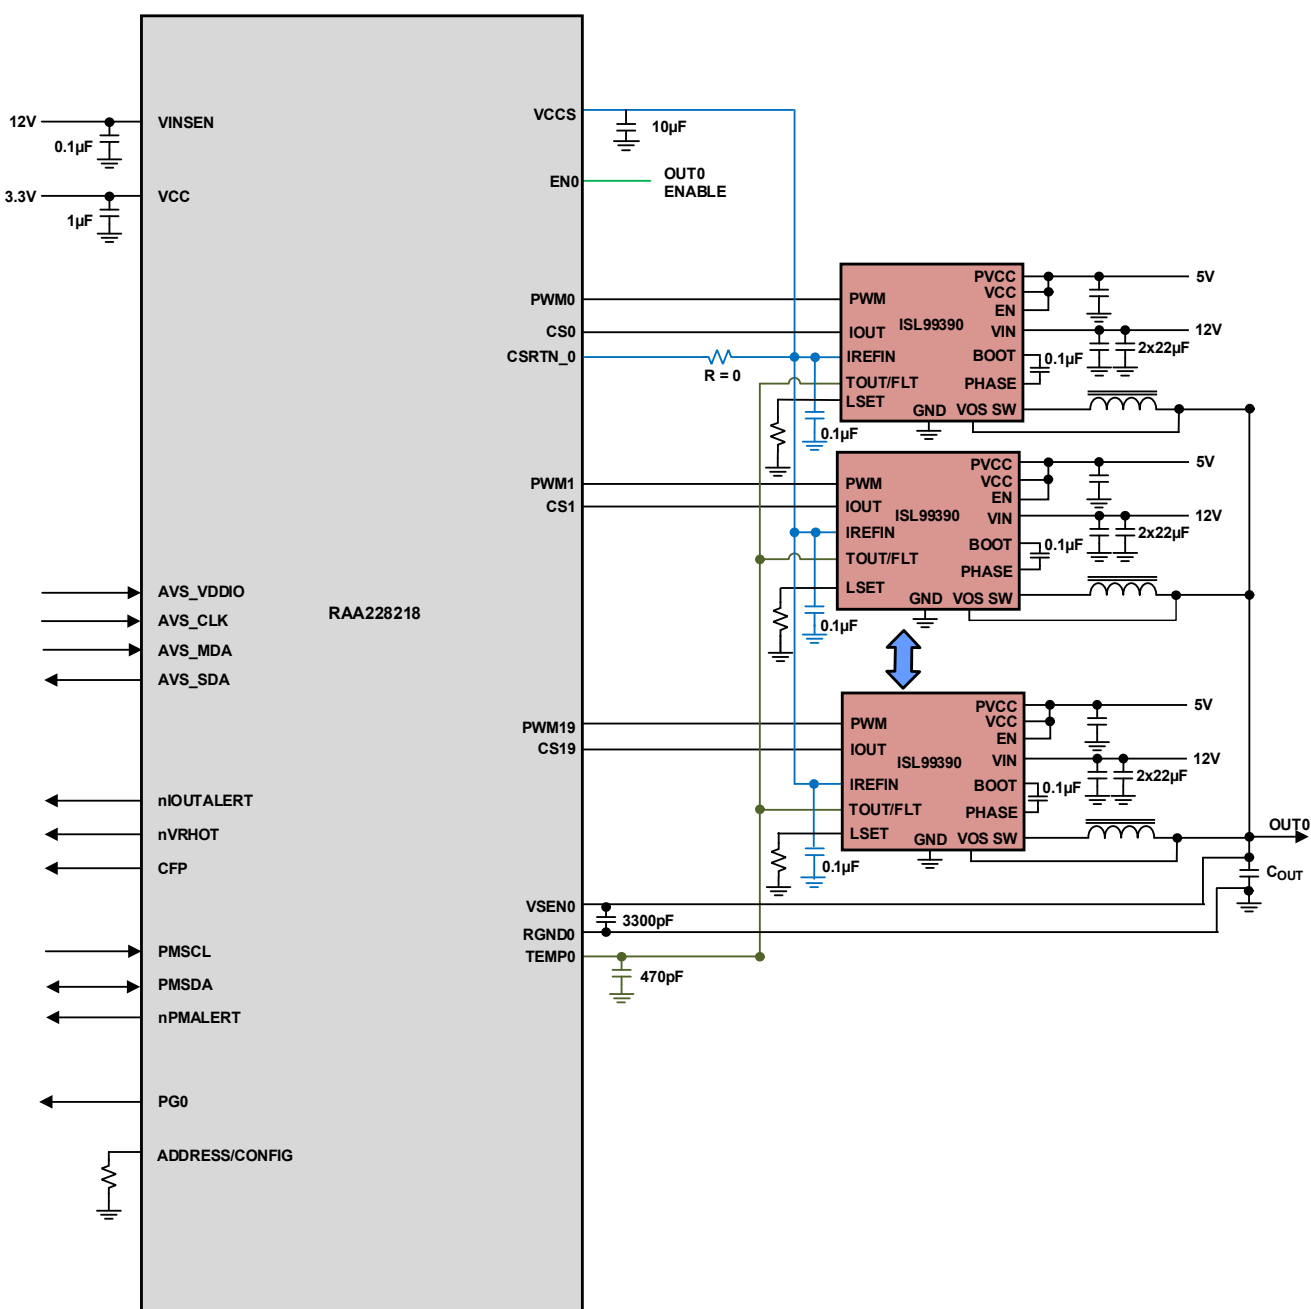 12V
0.1µF
VINSEN
3.3V
1µF
VCC
AVS_VDDIO
AVS_CLK
AVS_MDA
AVS_SDA
nIOUTALERT
nVRHOT
CFP
PMSCL
PMSDA
nPMALERT
PG0
ADDRESS/CONFIG
RAA228218
VCCS
10µF
EN0
OUT0
ENABLE
PWM0
CS0
CSRTN_0
R = 0
PWM1
CS1
PWM19
CS19
VSEN0
3300pF
RGND0
TEMP0
470pF
PWM
IOUT
IREFIN
TOUT/FLT
LSET
ISL99390
GND
PVCC
VCC
EN
VIN
BOOT
PHASE
VOS SW
5V
12V
2x22µF
0.1µF
0.1µF
PWM
IOUT
IREFIN
TOUT/FLT
LSET
ISL99390
GND
PVCC
VCC
EN
VIN
BOOT
PHASE
VOS SW
5V
12V
2x22µF
0.1µF
0.1µF
PWM
IOUT
IREFIN
TOUT/FLT
LSET
ISL99390
GND
PVCC
VCC
EN
VIN
BOOT
PHASE
VOS SW
5V
12V
2x22µF
0.1µF
0.1µF
OUT0
COUT